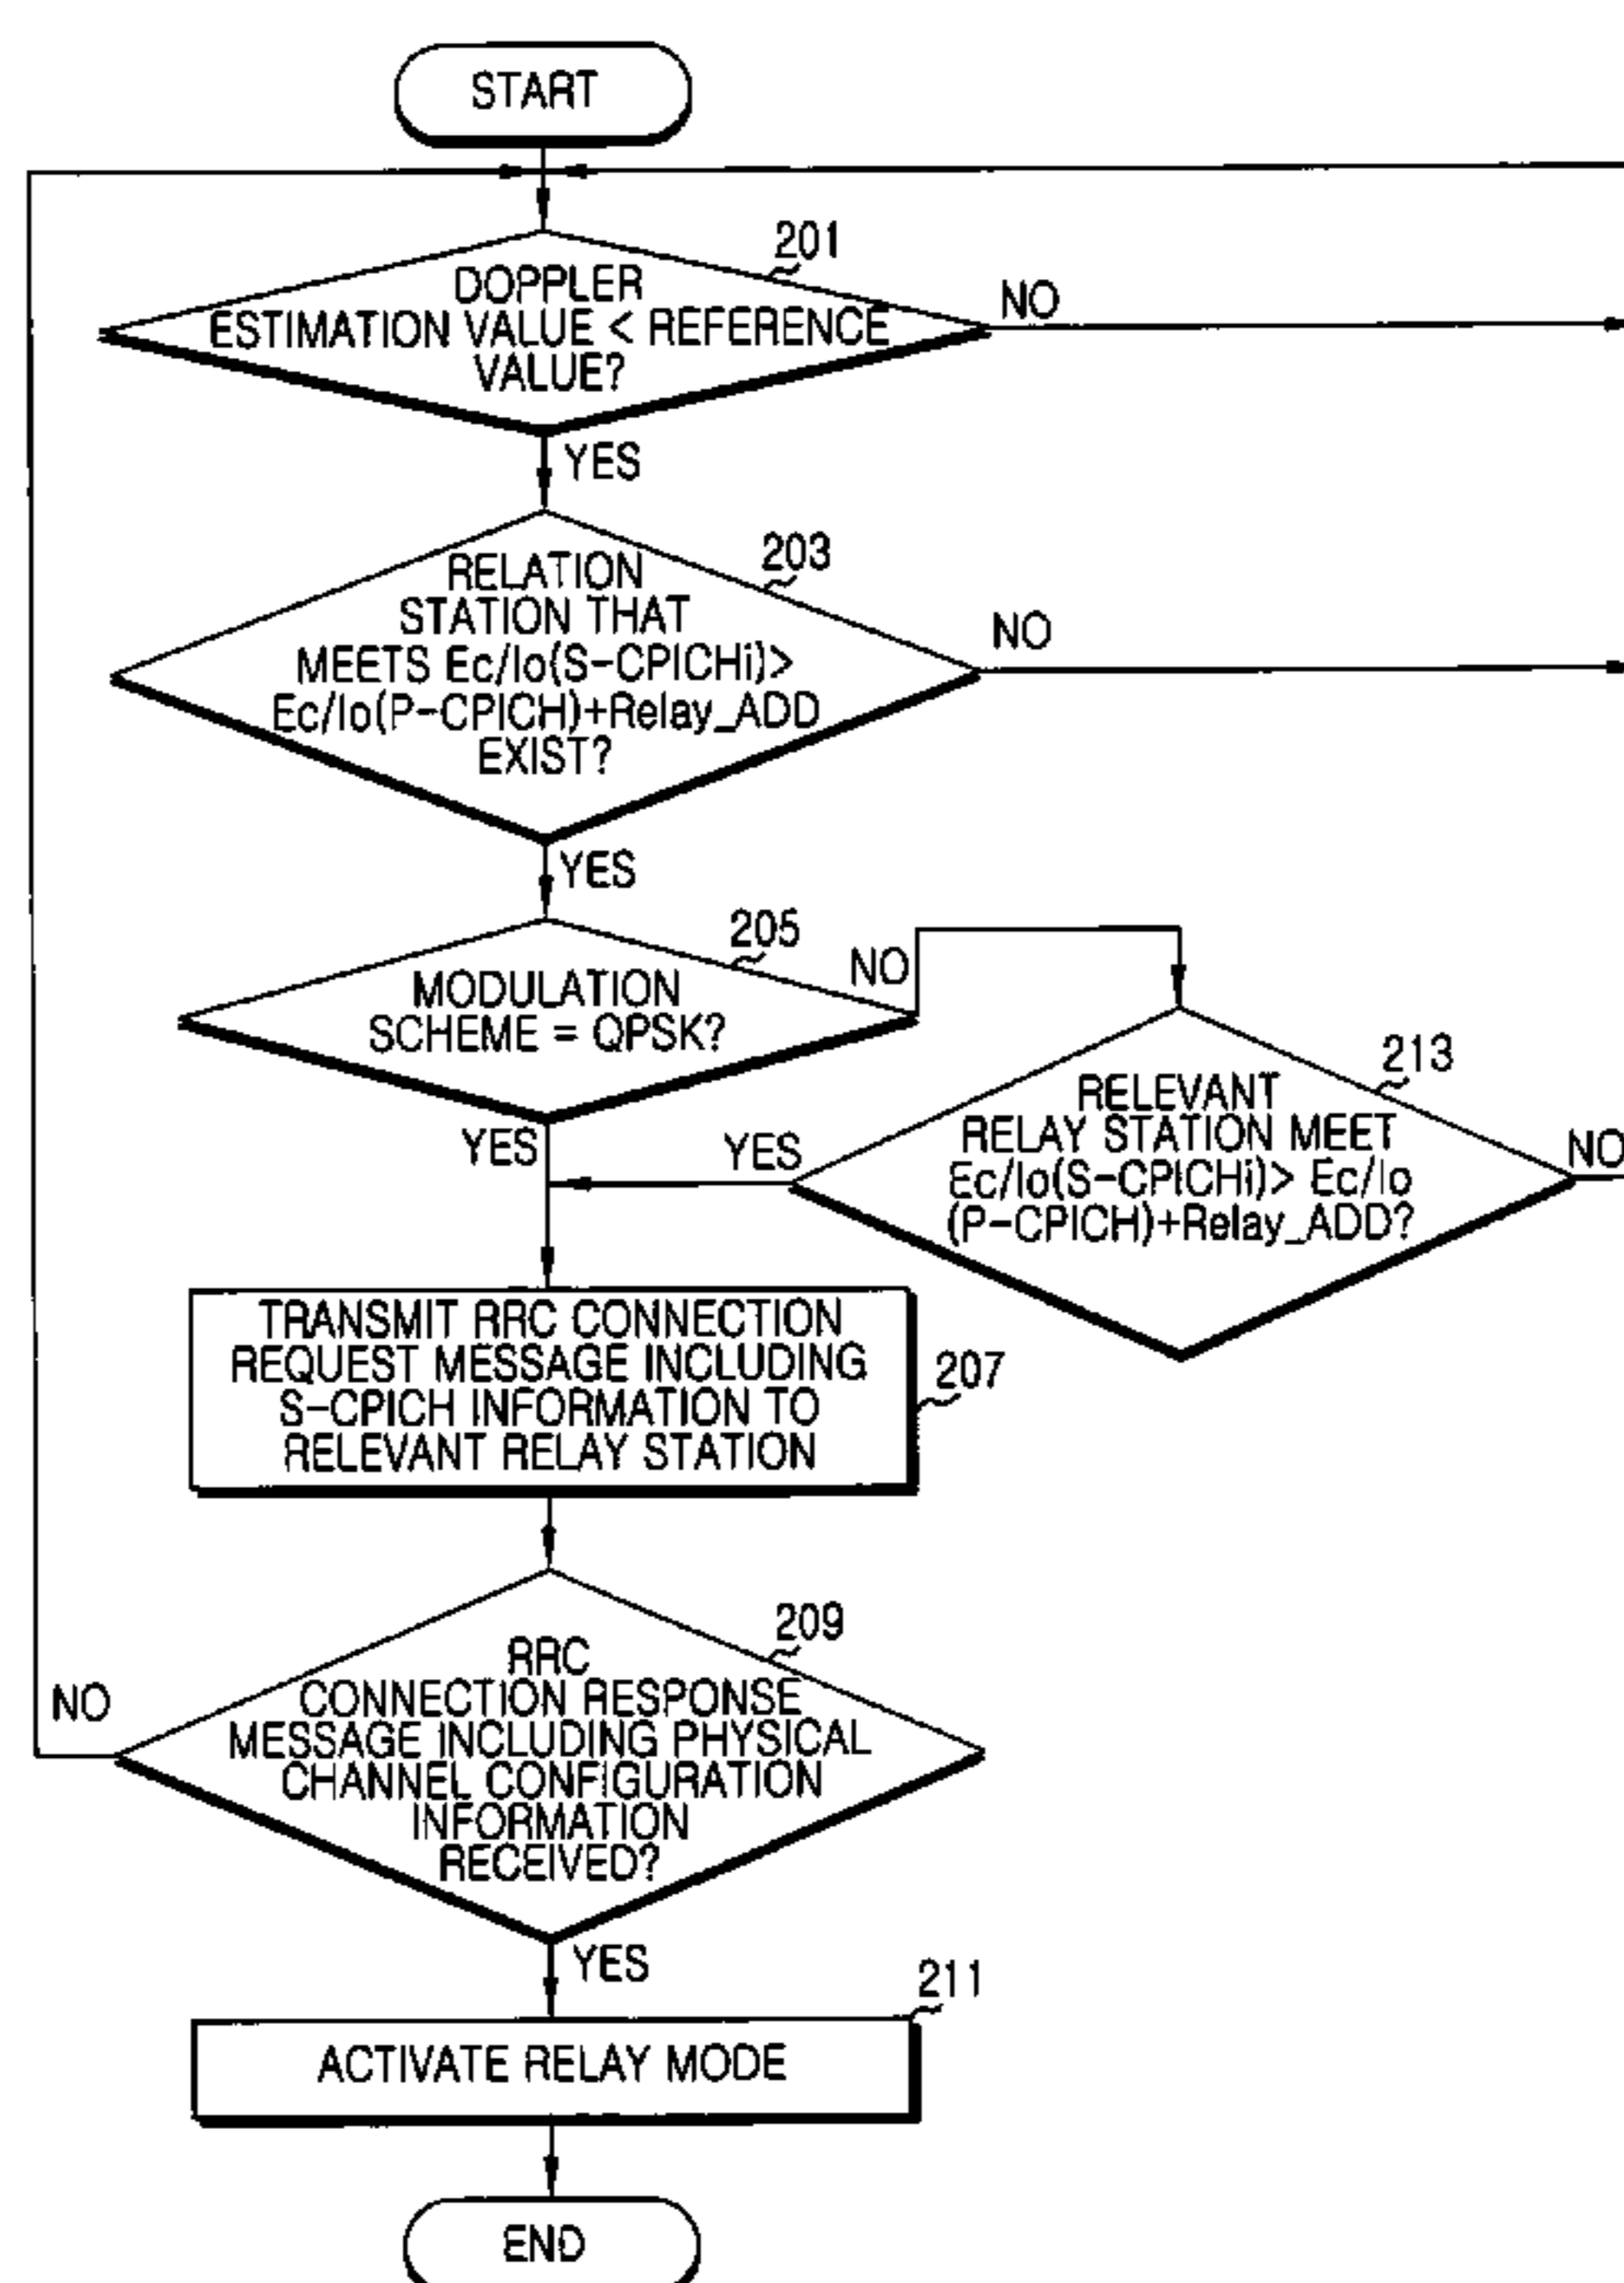 START
201
DOPPLER
ESTIMATION VALUE < REFERENCE
VALUE?
NO
YES
203
RELATION
STATION THAT
MEETS Ec/Io(S-CPICHi)>
Ec/Io(P-CPICH)+Relay_ADD
EXIST?
NO
YES
205
MODULATION
SCHEME = QPSK?
NO
YES
213
RELEVANT
RELAY STATION MEET
Ec/Io(S-CPICHi)> Ec/Io
(P-CPICH)+Relay_ADD?
YES
NO
TRANSMIT RRC CONNECTION
REQUEST MESSAGE INCLUDING
S-CPICH INFORMATION TO
RELEVANT RELAY STATION
207
209
RRC
CONNECTION RESPONSE
MESSAGE INCLUDING PHYSICAL
CHANNEL CONFIGURATION
INFORMATION
RECEIVED?
NO
YES
211
ACTIVATE RELAY MODE
END